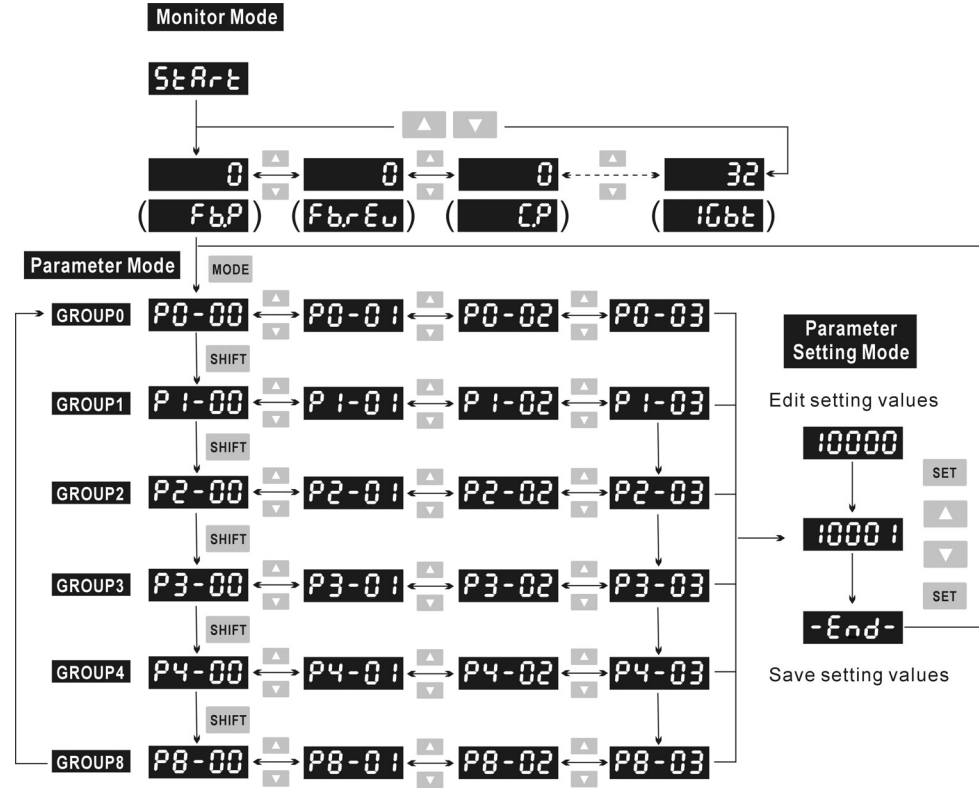 Monitor Mode
StArt
0 0 0 32
(Fb.P) (Fb.rEv) (C.P) (IGbt)
Parameter Mode MODE
GROUP0 P0-00 P0-01 P0-02 P0-03
SHIFT
GROUP1 P1-00 P1-01 P1-02 P1-03
SHIFT
GROUP2 P2-00 P2-01 P2-02 P2-03
SHIFT
GROUP3 P3-00 P3-01 P3-02 P3-03
SHIFT
GROUP4 P4-00 P4-01 P4-02 P4-03
SHIFT
GROUP8 P8-00 P8-01 P8-02 P8-03
Parameter
Setting Mode
Edit setting values
10000
SET
10001
SET
-End-
Save setting values